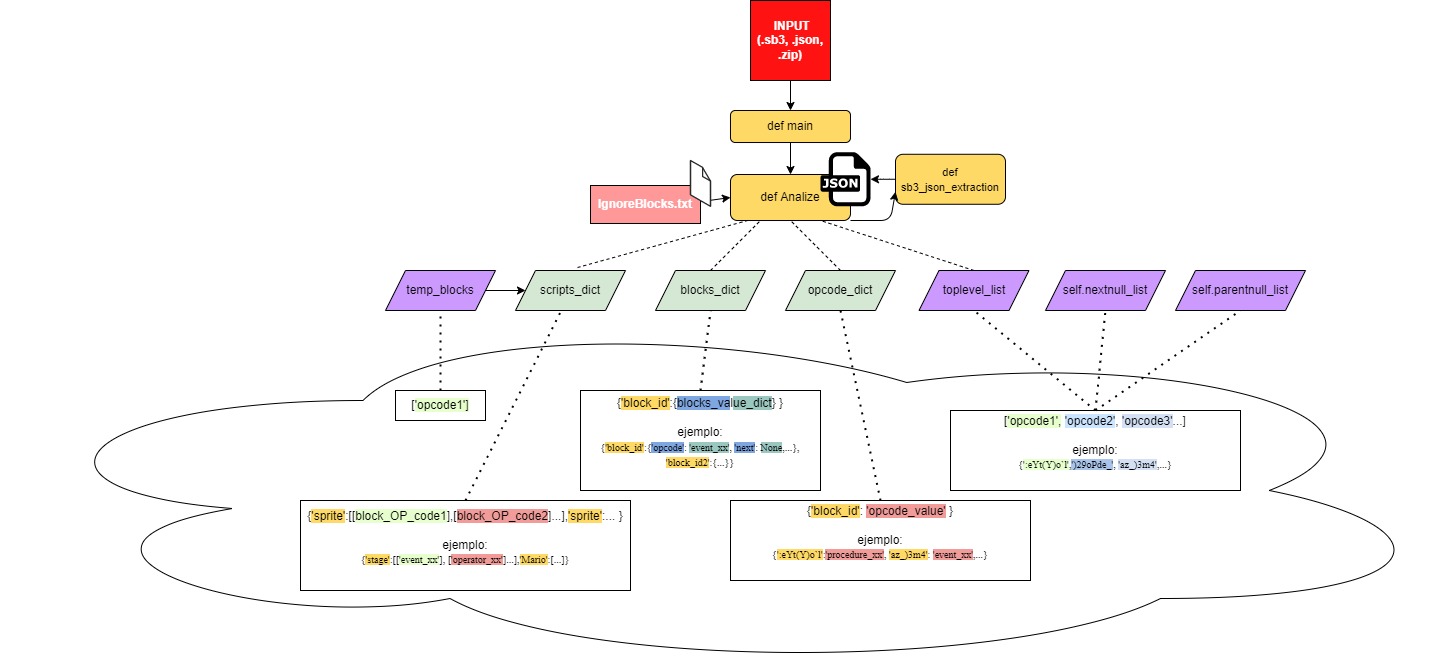 INPUT
(.sb3, .json,
.zip)
def main
def
sb3_json_extraction
JSON
def Analize
IgnoreBlocks.txt
temp_blocks
scripts_dict
blocks_dict
opcode_dict
toplevel_list
self.nextnull_list
self.parentnull_list
['opcode1']
{'block_id':{blocks_value_dict} }
ejemplo:
{'block_id':{'opcode': 'event_xx', 'next': None,...},
'block_id2':{...}}
['opcode1', 'opcode2', 'opcode3'...]
ejemplo:
{':eYt(Y)o`l',')29oPde_', 'az_)3m4',...}
{'sprite':[[block_OP_code1],[block_OP_code2]...],'sprite':... }
ejemplo:
{'stage':[['event_xx'], ['operator_xx']...],'Mario':[...]}
{'block_id': 'opcode_value' }
ejemplo:
{':eYt(Y)o`l':'procedure_xx', 'az_)3m4': 'event_xx',...}